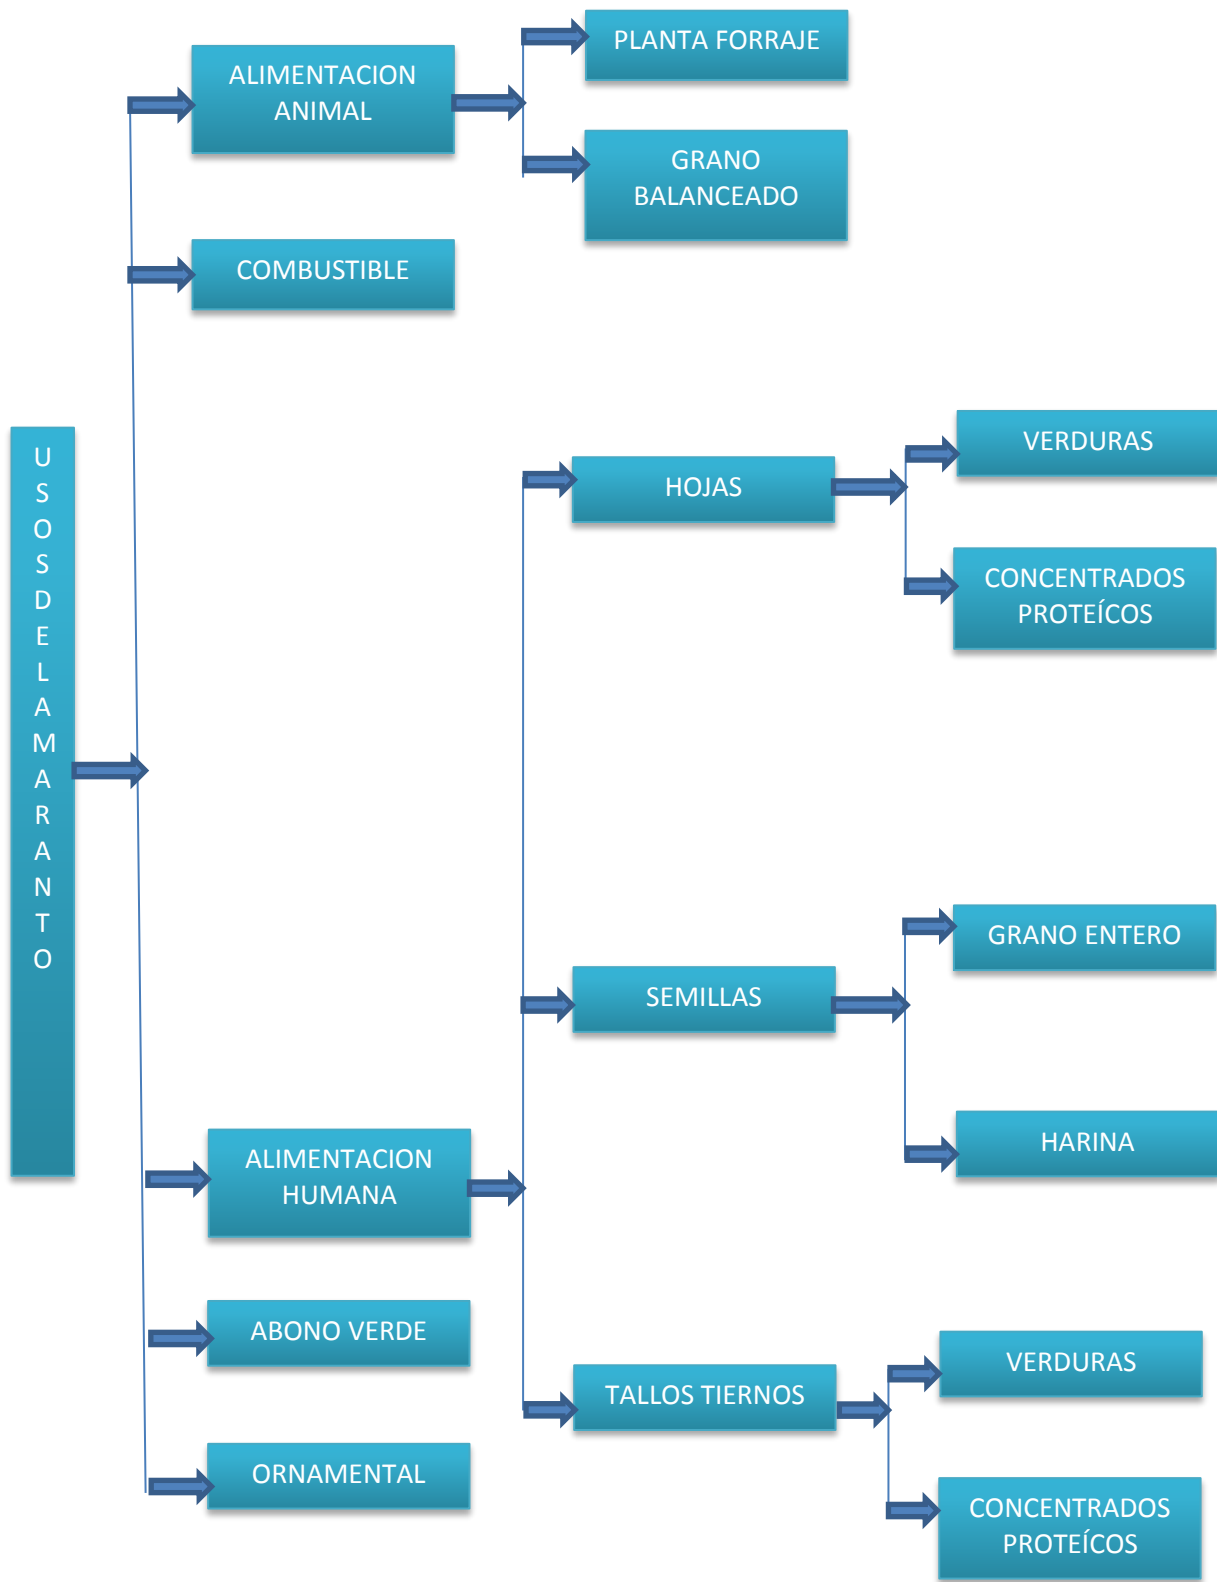 PLANTA FORRAJE
ALIMENTACION
ANIMAL
GRANO
BALANCEADO
COMBUSTIBLE
U
S
O
S
D
E
L
A
M
A
R
A
N
T
O
HOJAS
VERDURAS
CONCENTRADOS
PROTEÍCOS
SEMILLAS
GRANO ENTERO
HARINA
ALIMENTACION
HUMANA
ABONO VERDE
ORNAMENTAL
TALLOS TIERNOS
VERDURAS
CONCENTRADOS
PROTEÍCOS